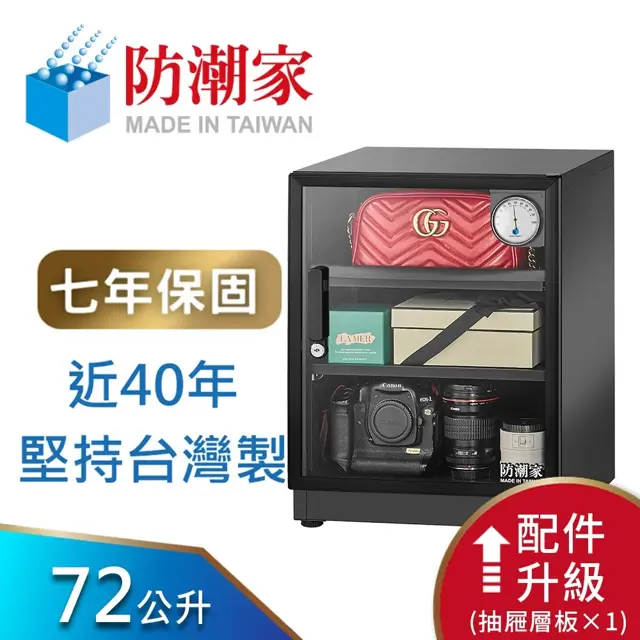 防潮家
MADE IN TAIWAN
七年保固
近40年
堅持台灣製
LA MER
Canon
EOS-1
防潮家
MADE IN TAIWAN
72公升
配件
升級
(抽屜層板×1)